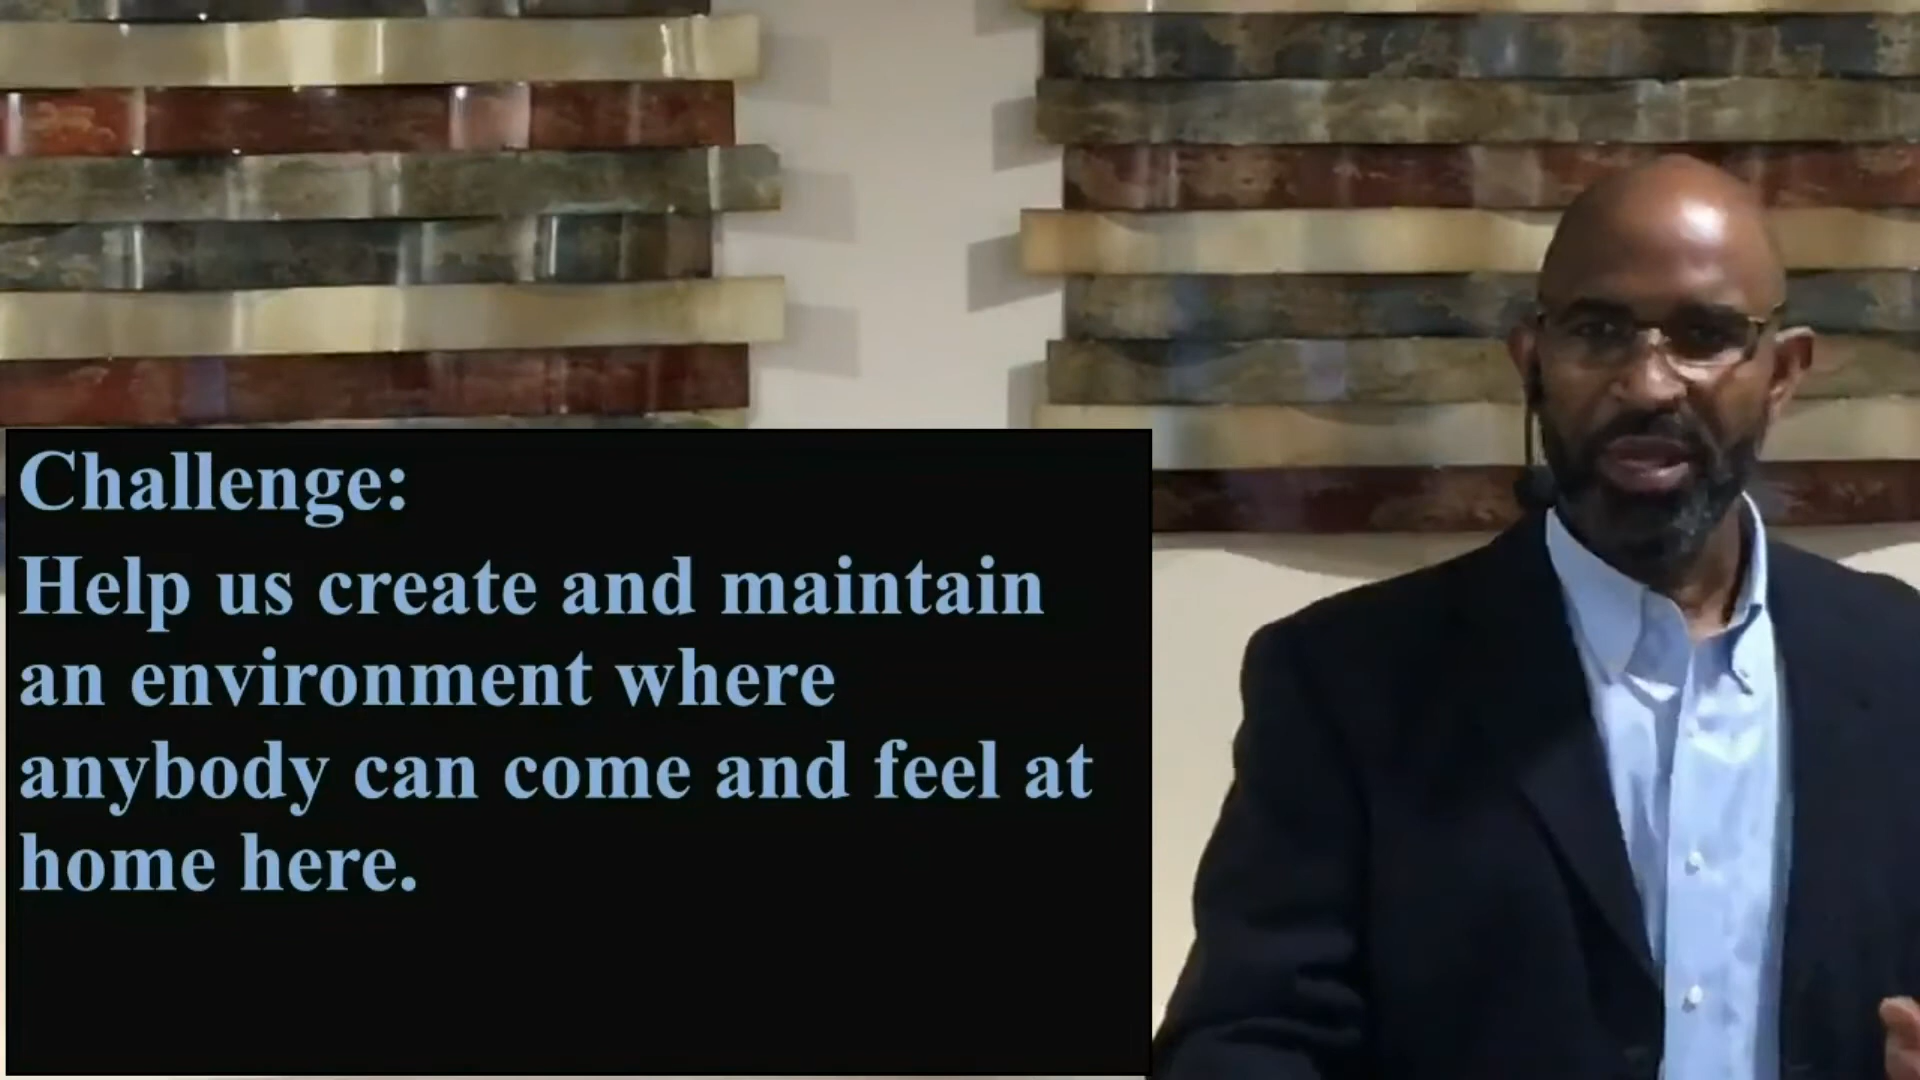 Challenge:
Help us create and maintain
an environment where
anybody can come and feel at
home here.